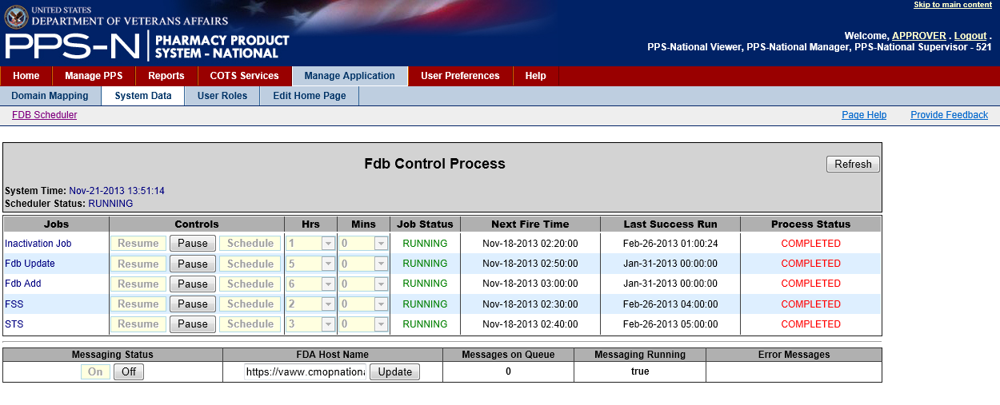 Skip to main content
UNITED STATES
DEPARTMENT OF VETERANS AFFAIRS
PPS-N PHARMACY PRODUCT
SYSTEM - NATIONAL
Welcome, APPROVER . Logout .
PPS-National Viewer, PPS-National Manager, PPS-National Supervisor - 521
Home Manage PPS Reports COTS Services Manage Application User Preferences Help
Domain Mapping System Data User Roles Edit Home Page
FDB Scheduler Page Help Provide Feedback
Fdb Control Process Refresh
System Time: Nov-21-2013 13:51:14
Scheduler Status: RUNNING
Jobs Controls Hrs Mins Job Status Next Fire Time Last Success Run Process Status
Inactivation Job Resume Pause Schedule 1 0 RUNNING Nov-18-2013 02:20:00 Feb-26-2013 01:00:24 COMPLETED
Fdb Update Resume Pause Schedule 5 0 RUNNING Nov-18-2013 02:50:00 Jan-31-2013 00:00:00 COMPLETED
Fdb Add Resume Pause Schedule 6 0 RUNNING Nov-18-2013 03:00:00 Jan-31-2013 00:00:00 COMPLETED
FSS Resume Pause Schedule 2 0 RUNNING Nov-18-2013 02:30:00 Feb-26-2013 04:00:00 COMPLETED
STS Resume Pause Schedule 3 0 RUNNING Nov-18-2013 02:40:00 Feb-26-2013 05:00:00 COMPLETED
Messaging Status FDA Host Name Messages on Queue Messaging Running Error Messages
On Off https://vaww.cmopnationa Update 0 true